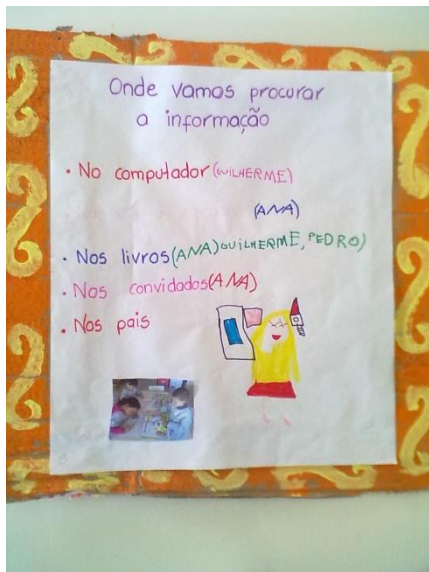 Onde vamos procurar
a informação
• No computador (GUILHERME)
(ANA)
• Nos livros (ANA) GUILHERME, PEDRO)
• Nos convidados (ANA)
• Nos pais